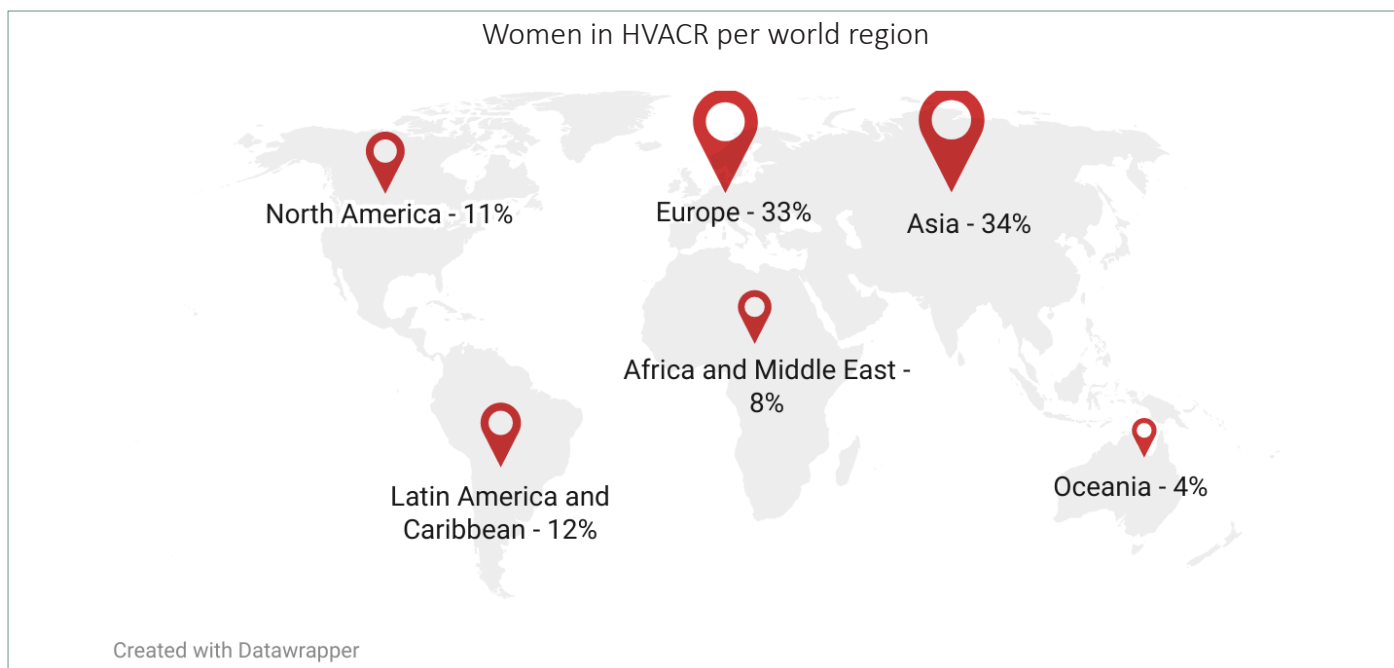 Women in HVACR per world region
North America - 11%
Europe - 33%
Asia - 34%
Africa and Middle East -
8%
Latin America and
Caribbean - 12%
Oceania - 4%
Created with Datawrapper